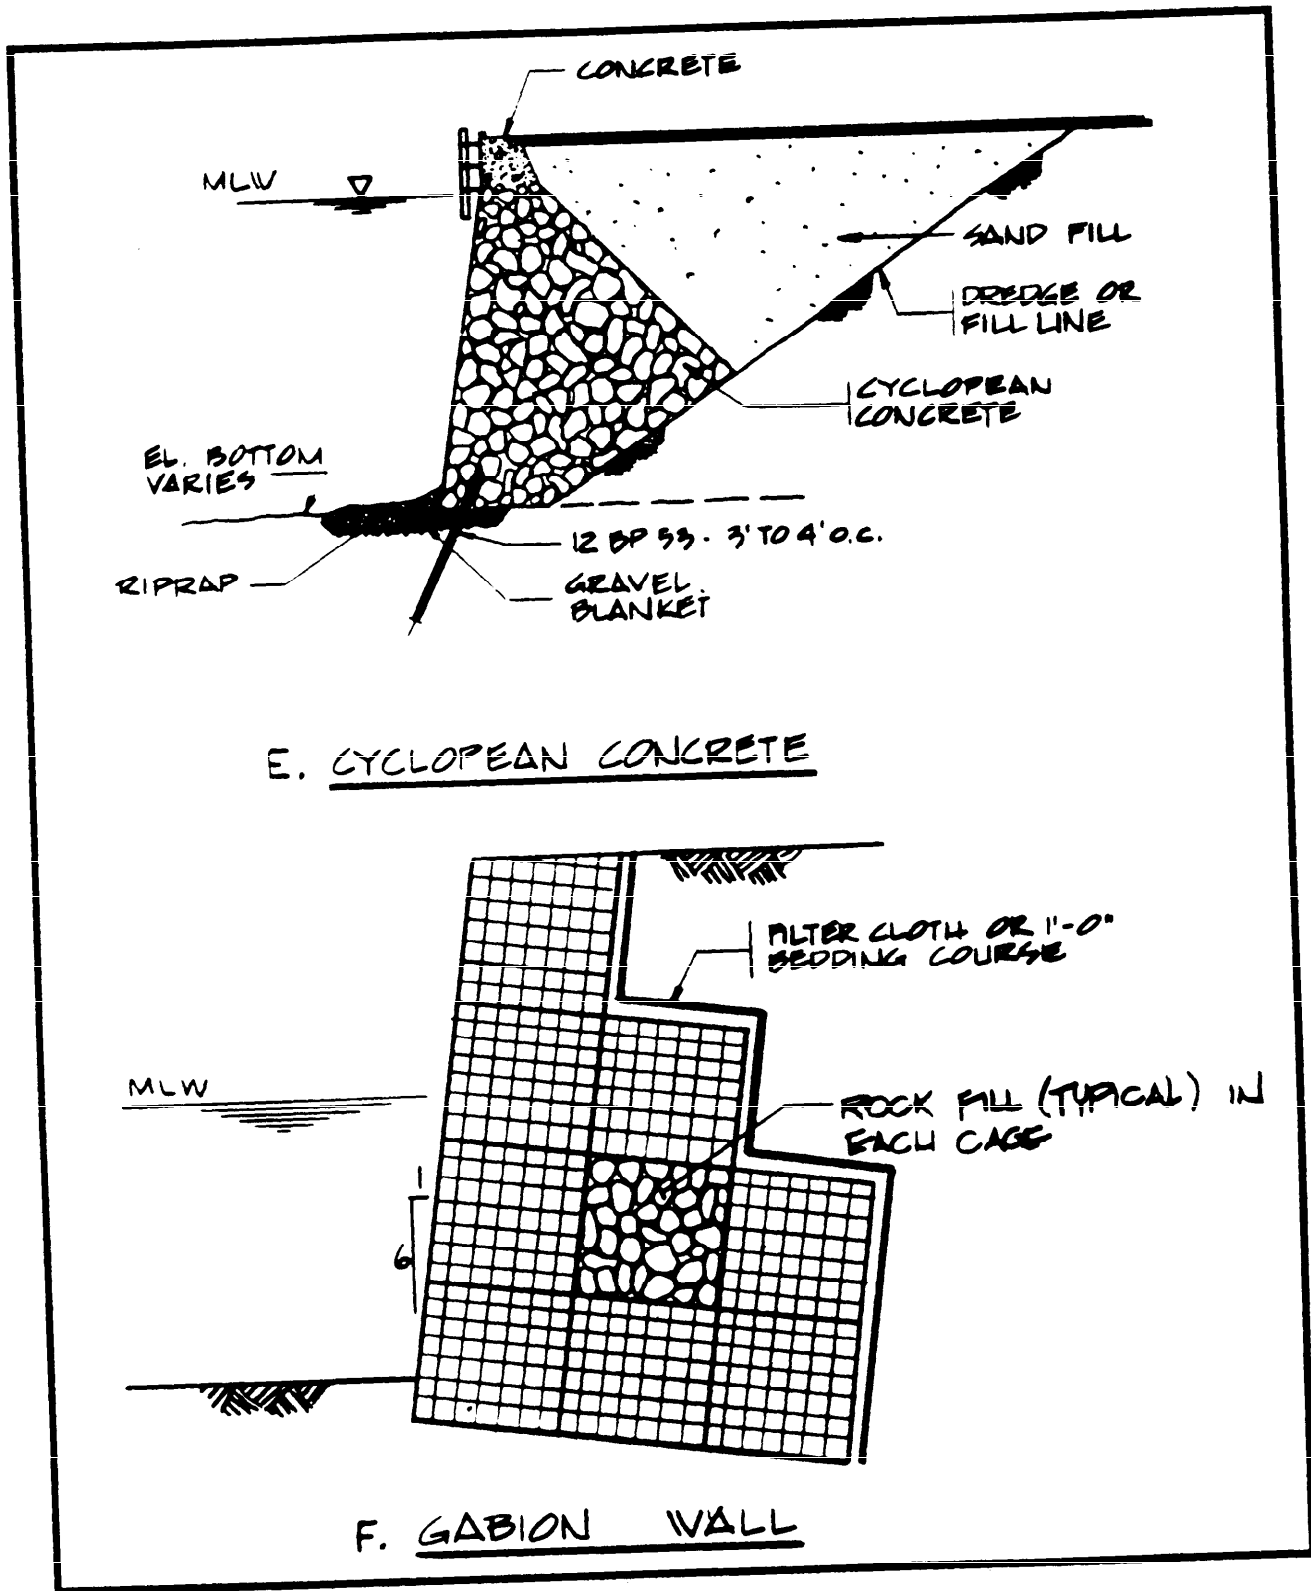 CONCRETE
MLW
SAND FILL
DREDGE OR
FILL LINE
CYCLOPEAN
CONCRETE
EL. BOTTOM
VARIES
12 BP 53 - 3' TO 4' O.C.
RIPRAP
GRAVEL
BLANKET
E. CYCLOPEAN CONCRETE
FILTER CLOTH OR 1'-0"
BEDDING COURSE
MLW
ROCK FILL (TYPICAL) IN
EACH CAGE
1
6
F. GABION WALL